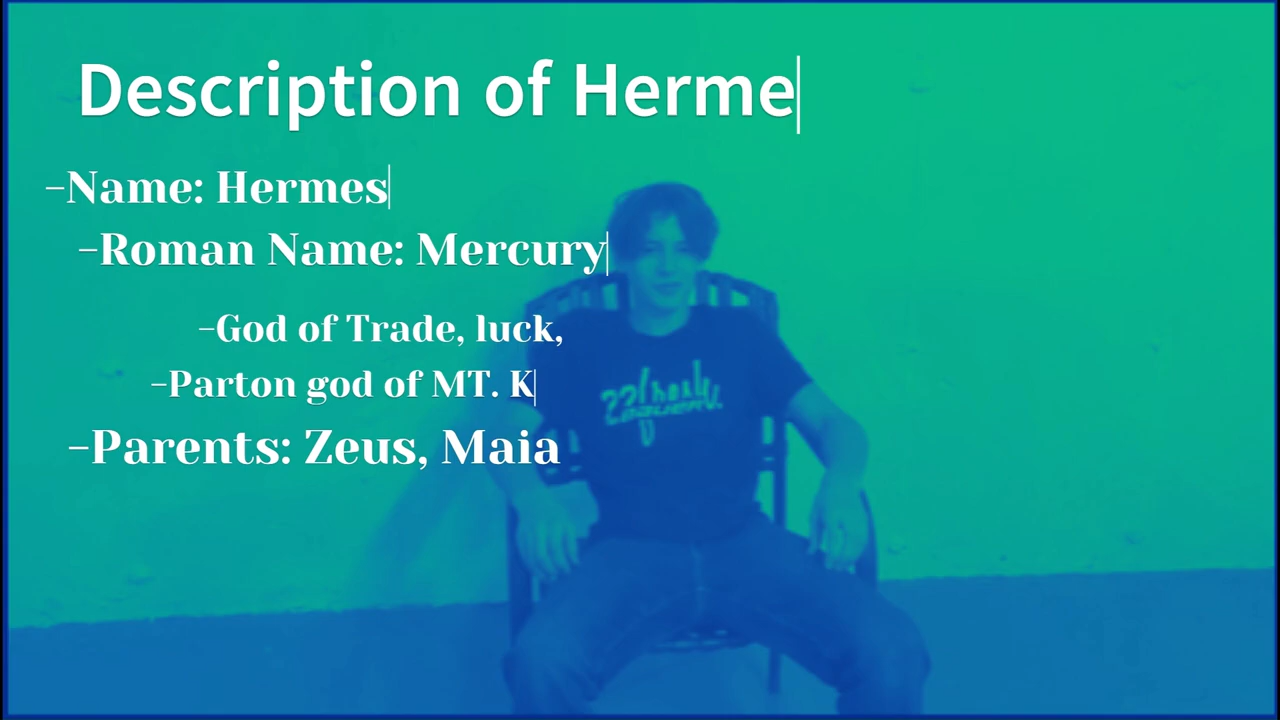 Description of Herme
-Name: Hermes
-Roman Name: Mercury
-God of Trade, luck,
-Parton god of MT. K
-Parents: Zeus, Maia